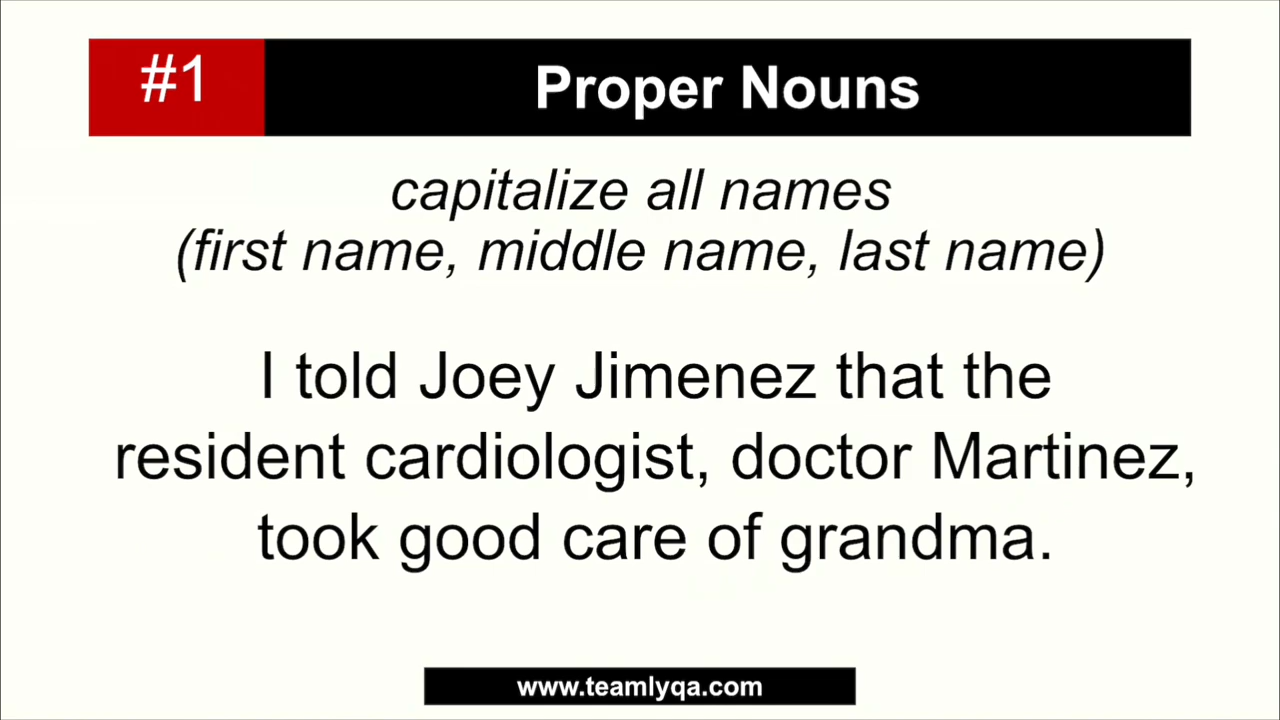 #1
Proper Nouns
capitalize all names
(first name, middle name, last name)
I told Joey Jimenez that the
resident cardiologist, doctor Martinez,
took good care of grandma.
www.teamlyqa.com